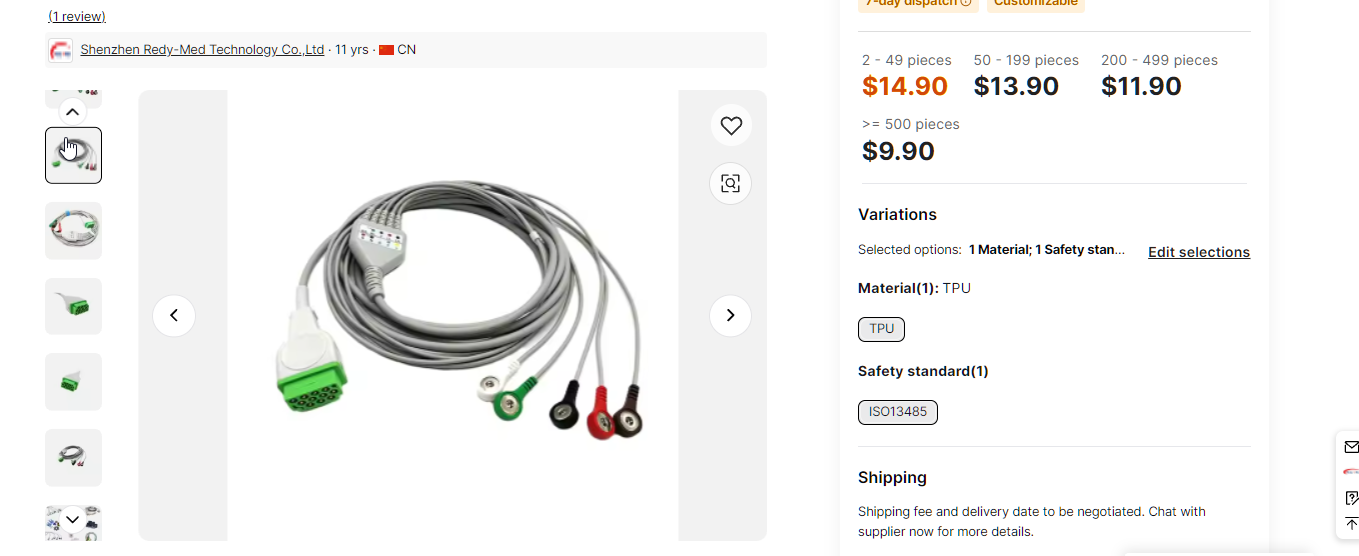 (1 review)
Shenzhen Redy-Med Technology Co.,Ltd · 11 yrs · CN
7-day dispatch Customizable
2 - 49 pieces 50 - 199 pieces 200 - 499 pieces
$14.90 $13.90 $11.90
>= 500 pieces
$9.90
Variations
Selected options: 1 Material; 1 Safety stan... Edit selections
Material(1): TPU
TPU
Safety standard(1)
ISO13485
Shipping
Shipping fee and delivery date to be negotiated. Chat with
supplier now for more details.